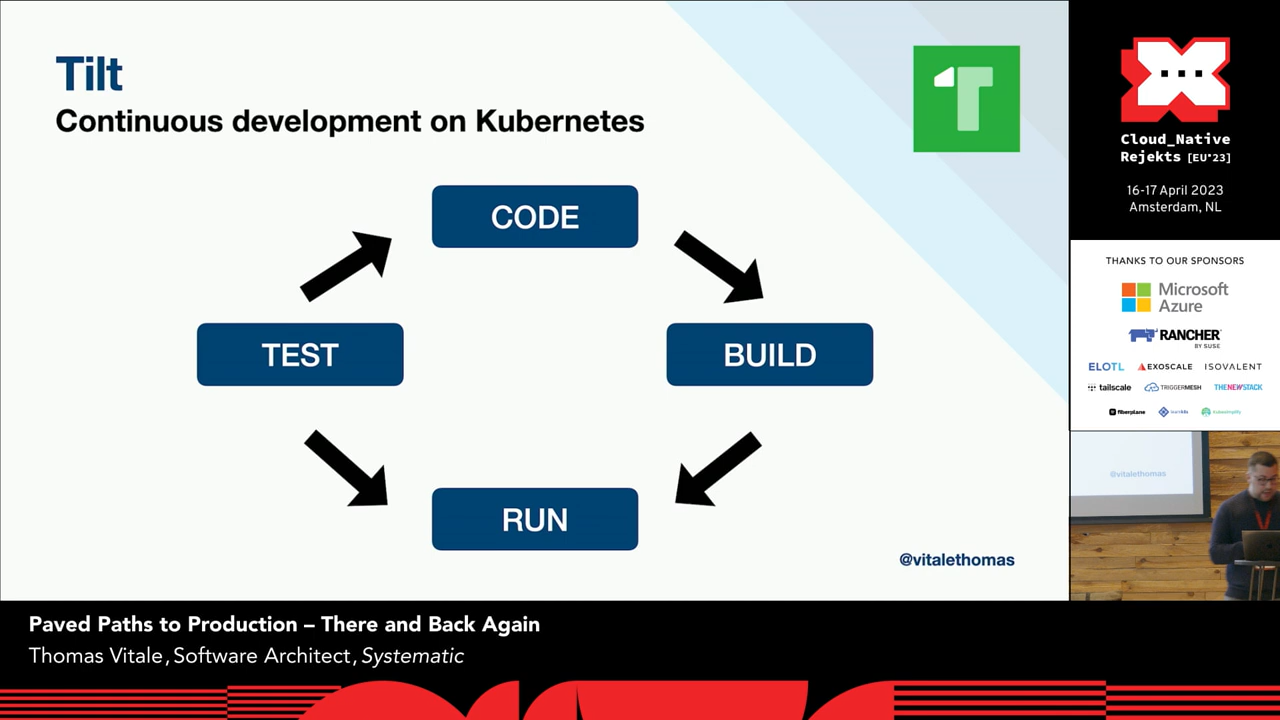 Tilt
Continuous development on Kubernetes
CODE
TEST
BUILD
RUN
@vitalethomas
Cloud_Native
Rejekts [EU'23]
16-17 April 2023
Amsterdam, NL
THANKS TO OUR SPONSORS
Microsoft
Azure
RANCHER
BY SUSE
ELOTL
EXOSCALE
ISOVALENT
tailscale
TRIGGERMESH
THENEWSTACK
fiberplane
@vitalethomas
Paved Paths to Production – There and Back Again
Thomas Vitale, Software Architect, Systematic